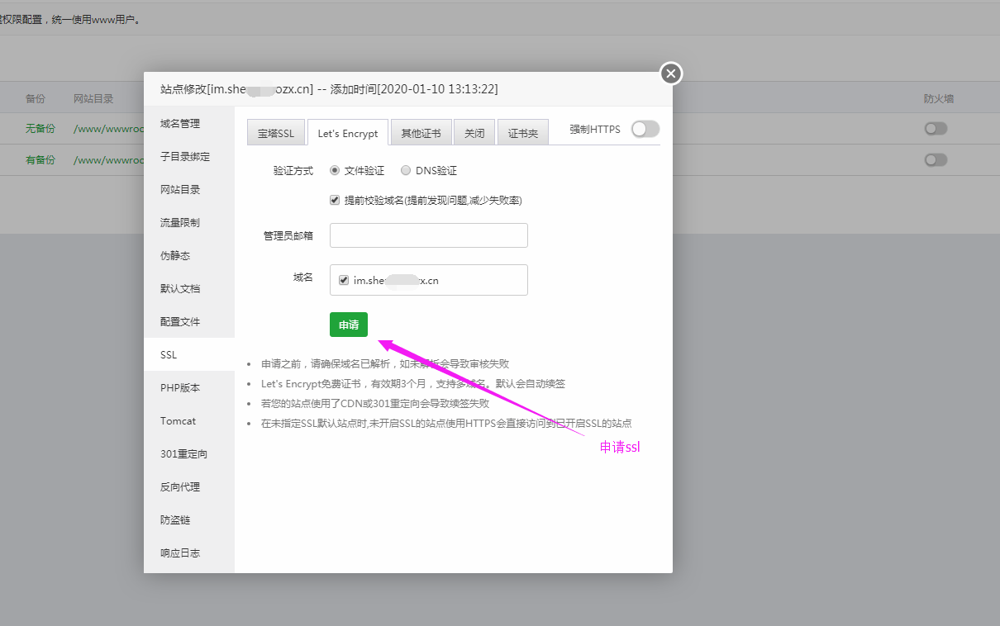 权限配置，统一使用www用户。
备份 网站目录 防火墙
无备份 /www/wwwroo
有备份 /www/wwwroo
站点修改[im.she ozx.cn] -- 添加时间[2020-01-10 13:13:22]
域名管理
子目录绑定
网站目录
流量限制
伪静态
默认文档
配置文件
SSL
PHP版本
Tomcat
301重定向
反向代理
防盗链
响应日志
宝塔SSL Let's Encrypt 其他证书 关闭 证书夹 强制HTTPS
验证方式 文件验证 DNS验证
提前校验域名(提前发现问题,减少失败率)
管理员邮箱
域名 im.she x.cn
申请
申请之前，请确保域名已解析，如未解析会导致审核失败
Let's Encrypt免费证书，有效期3个月，支持多域名。默认会自动续签
若您的站点使用了CDN或301重定向会导致续签失败
在未指定SSL默认站点时,未开启SSL的站点使用HTTPS会直接访问到已开启SSL的站点
申请ssl